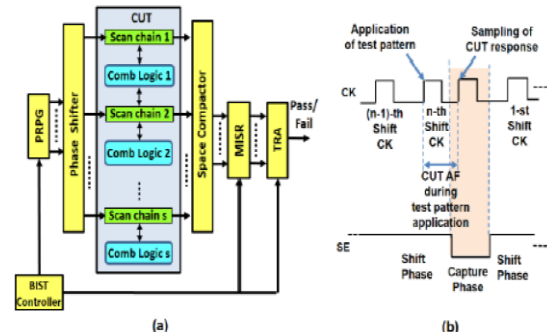 (a)
CUT
PRPG
Phase Shifter
Scan chain 1
Comb Logic 1
Scan chain 2
Comb Logic 2
Scan chain s
Comb Logic s
Space Compactor
MISR
TRA
Pass/
Fail
BIST
Controller
(a)
Application
of test pattern
Sampling of
CUT response
CK
(n-1)-th
Shift
CK
n-th
Shift
CK
1-st
Shift
CK
CUT AF
during
test pattern
application
SE
Shift
Phase
Capture
Phase
Shift
Phase
(b)